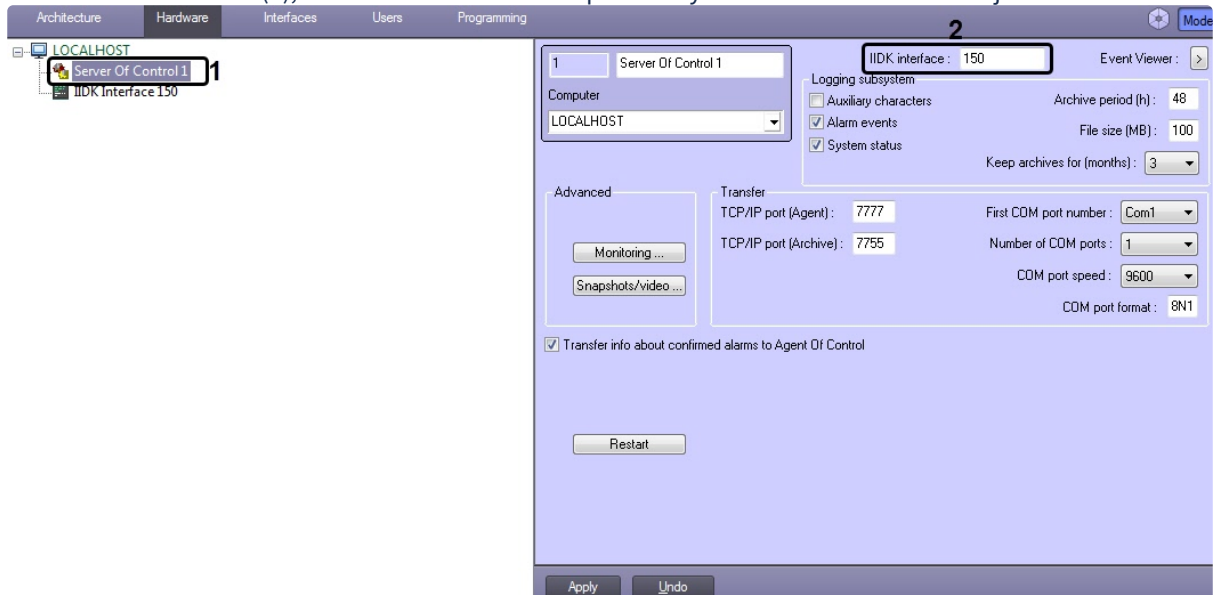 Architecture Hardware Interfaces Users Programming Mode
2
LOCALHOST
Server Of Control 1 1
IIDK Interface 150
1 Server Of Control 1
Computer
LOCALHOST
IIDK interface : 150 Event Viewer : >
Logging subsystem
Auxiliary characters Archive period (h) : 48
Alarm events File size (MB) : 100
System status
Keep archives for (months) : 3
Advanced
Monitoring ...
Snapshots/video ...
Transfer
TCP/IP port (Agent) : 7777 First COM port number : Com1
TCP/IP port (Archive) : 7755 Number of COM ports : 1
COM port speed : 9600
COM port format : 8N1
Transfer info about confirmed alarms to Agent Of Control
Restart
Apply Undo